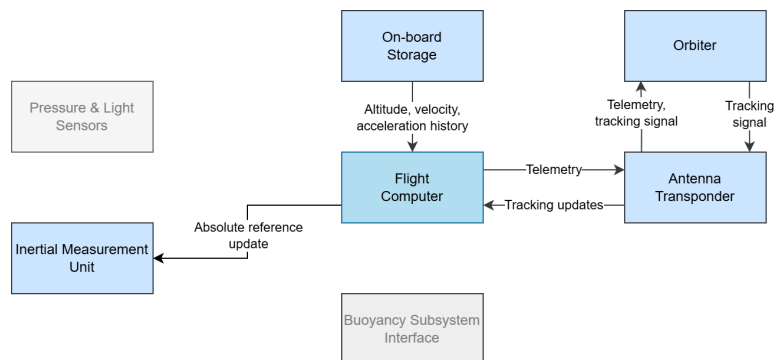 On-board
Storage
Orbiter
Pressure & Light
Sensors
Altitude, velocity,
acceleration history
Telemetry,
tracking signal
Tracking
signal
Flight
Computer
Telemetry
Tracking updates
Antenna
Transponder
Absolute reference
update
Inertial Measurement
Unit
Buoyancy Subsystem
Interface